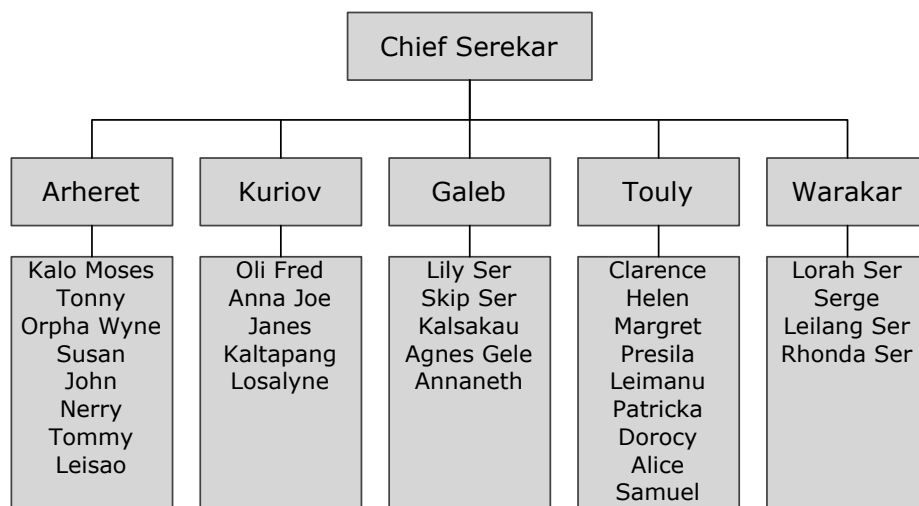 Chief Serekar
Arheret
Kuriov
Galeb
Touly
Warakar
Kalo Moses
Tonny
Orpha Wyne
Susan
John
Nerry
Tommy
Leisao
Oli Fred
Anna Joe
Janes
Kaltapang
Losalyne
Lily Ser
Skip Ser
Kalsakau
Agnes Gele
Annaneth
Clarence
Helen
Margret
Presila
Leimanu
Patricka
Dorocy
Alice
Samuel
Lorah Ser
Serge
Leilang Ser
Rhonda Ser